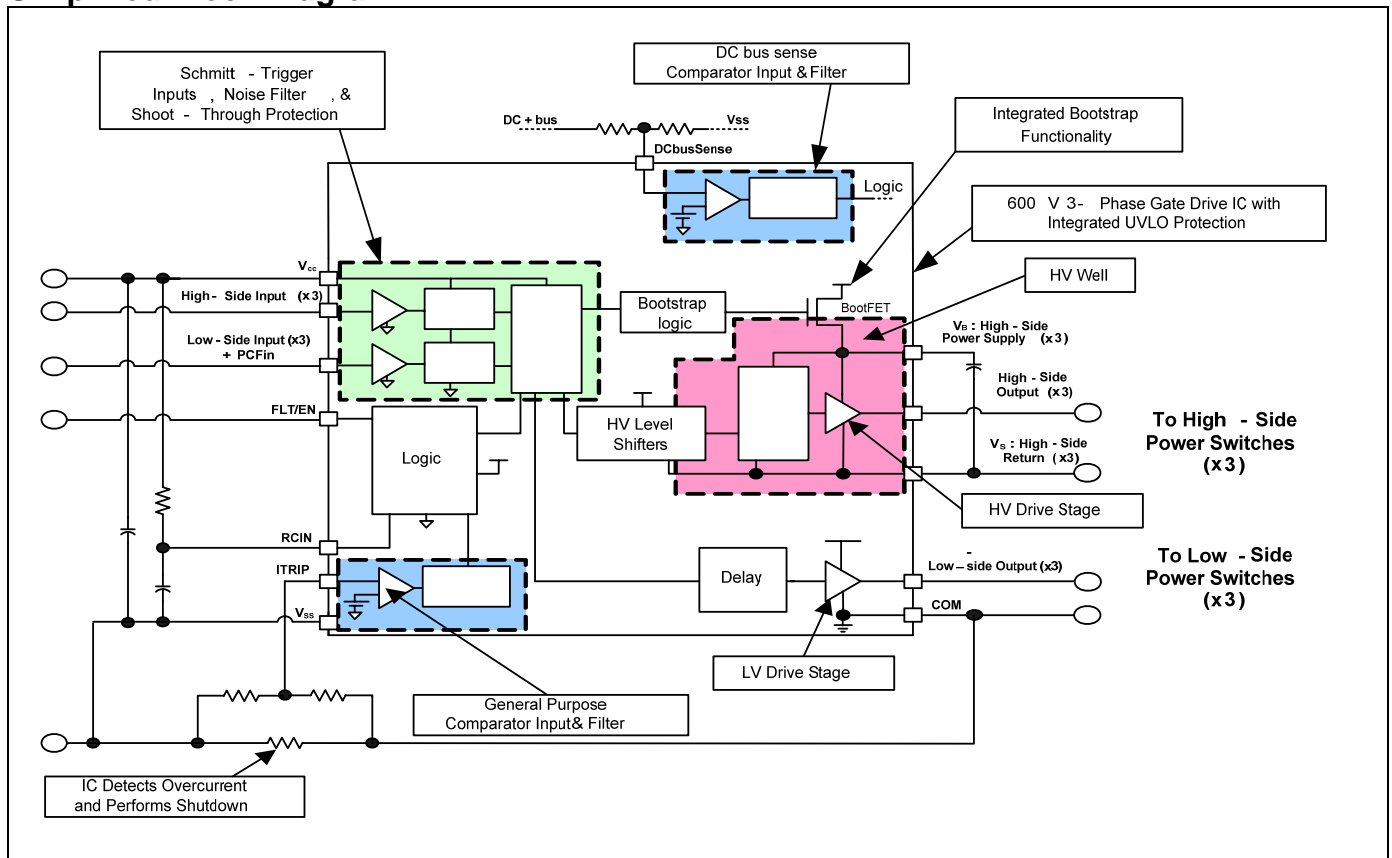 DC bus sense
Comparator Input & Filter
Schmitt - Trigger
Inputs , Noise Filter , &
Shoot - Through Protection
DC + bus
Vss
DCbusSense
Integrated Bootstrap
Functionality
Logic
600 V 3- Phase Gate Drive IC with
Integrated UVLO Protection
Vcc
High- Side Input (x3)
HV Well
Bootstrap
logic
BootFET
VB : High - Side
Power Supply (x3)
Low - Side Input (x3)
+ PCFin
High - Side
Output (x3)
FLT/EN
HV Level
Shifters
To High - Side
Power Switches
(x3)
Logic
VS : High - Side
Return (x3)
HV Drive Stage
RCIN
ITRIP
Delay
-
Low-side Output (x3)
To Low - Side
Power Switches
(x3)
VSS
COM
LV Drive Stage
General Purpose
Comparator Input& Filter
IC Detects Overcurrent
and Performs Shutdown